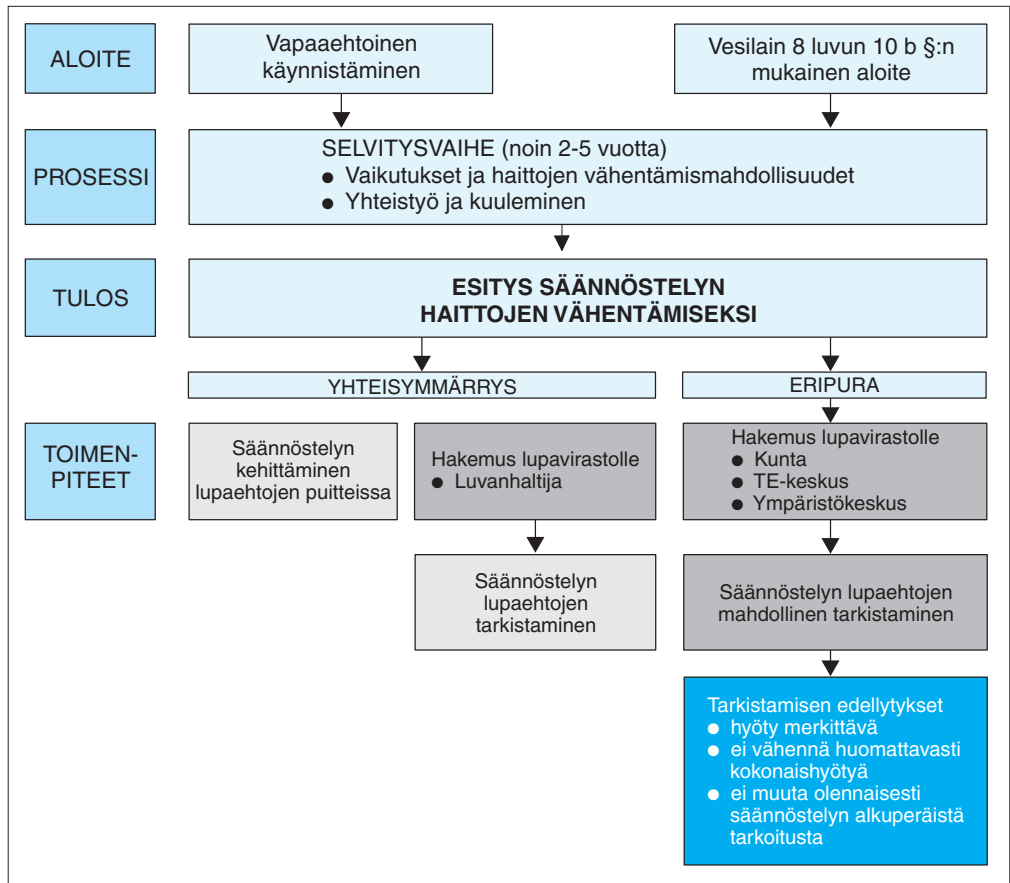 ALOITE
Vapaaehtoinen
käynnistäminen
Vesilain 8 luvun 10 b §:n
mukainen aloite
PROSESSI
SELVITYSVAIHE (noin 2-5 vuotta)
● Vaikutukset ja haittojen vähentämismahdollisuudet
● Yhteistyö ja kuuleminen
TULOS
ESITYS SÄÄNNÖSTELYN
HAITTOJEN VÄHENTÄMISEKSI
YHTEISYMMÄRRYS
ERIPURA
TOIMEN-
PITEET
Säännöstelyn
kehittäminen
lupaehtojen puitteissa
Hakemus lupavirastolle
● Luvanhaltija
Hakemus lupavirastolle
● Kunta
● TE-keskus
● Ympäristökeskus
Säännöstelyn
lupaehtojen
tarkistaminen
Säännöstelyn lupaehtojen
mahdollinen tarkistaminen
Tarkistamisen edellytykset
● hyöty merkittävä
● ei vähennä huomattavasti
kokonaishyötyä
● ei muuta olennaisesti
säännöstelyn alkuperäistä
tarkoitusta